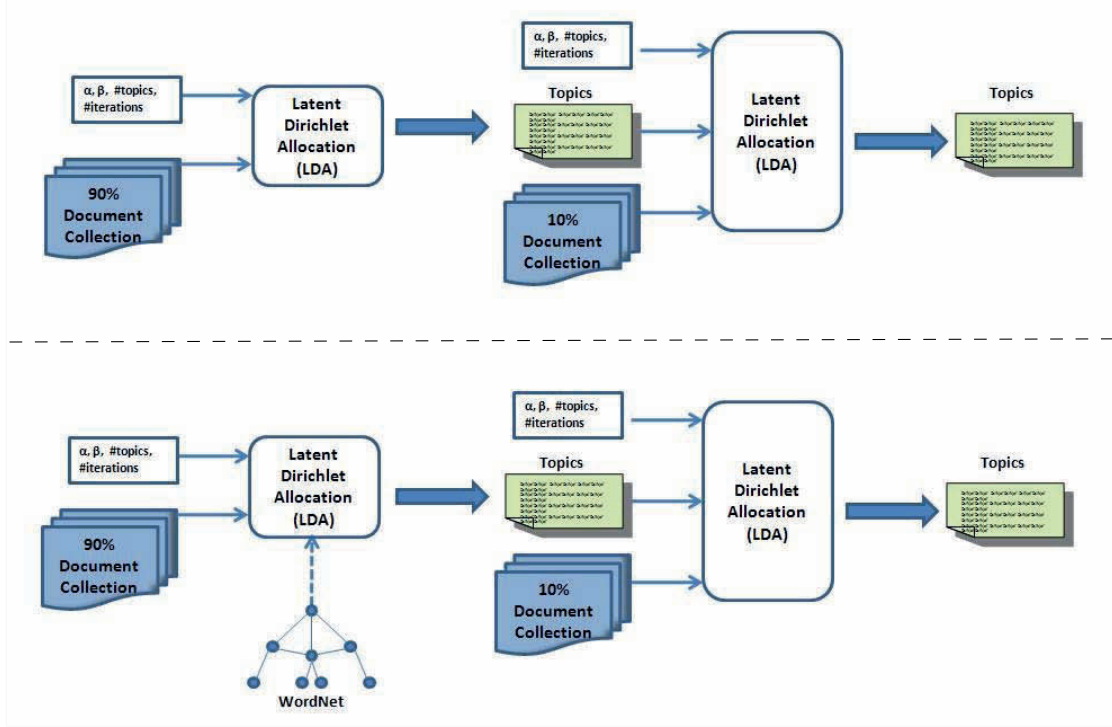 α, β, #topics,
#iterations
Latent
Dirichlet
Allocation
(LDA)
90%
Document
Collection
α, β, #topics,
#iterations
Topics
10%
Document
Collection
Latent
Dirichlet
Allocation
(LDA)
Topics
α, β, #topics,
#iterations
Latent
Dirichlet
Allocation
(LDA)
90%
Document
Collection
WordNet
α, β, #topics,
#iterations
Topics
10%
Document
Collection
Latent
Dirichlet
Allocation
(LDA)
Topics